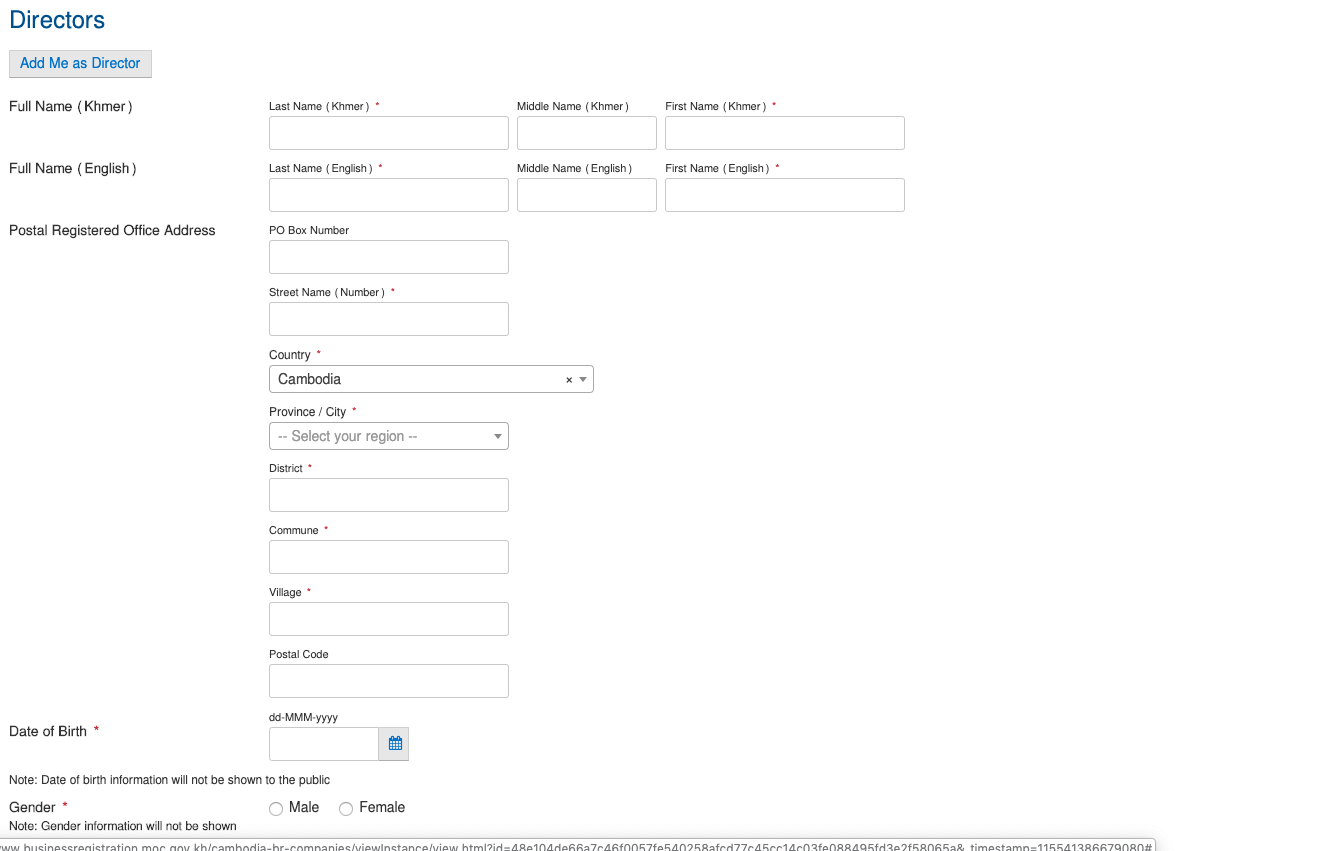 Directors
Add Me as Director
Full Name (Khmer)
Last Name (Khmer) * Middle Name (Khmer) First Name (Khmer) *
Full Name (English)
Last Name (English) * Middle Name (English) First Name (English) *
Postal Registered Office Address
PO Box Number
Street Name (Number) *
Country *
Cambodia × 
Province / City *
-- Select your region --
District *
Commune *
Village *
Postal Code
dd-MMM-yyyy
Date of Birth *
Note: Date of birth information will not be shown to the public
Gender * Male Female
Note: Gender information will not be shown
www.businessregistration.moc.gov.kh/cambodia-br-companies/viewInstance/view.html?id=48e104de66a7c46f0057fe540258afcd77c45cc14c03fe088495fd3e2f58065a&_timestamp=115541386679080#